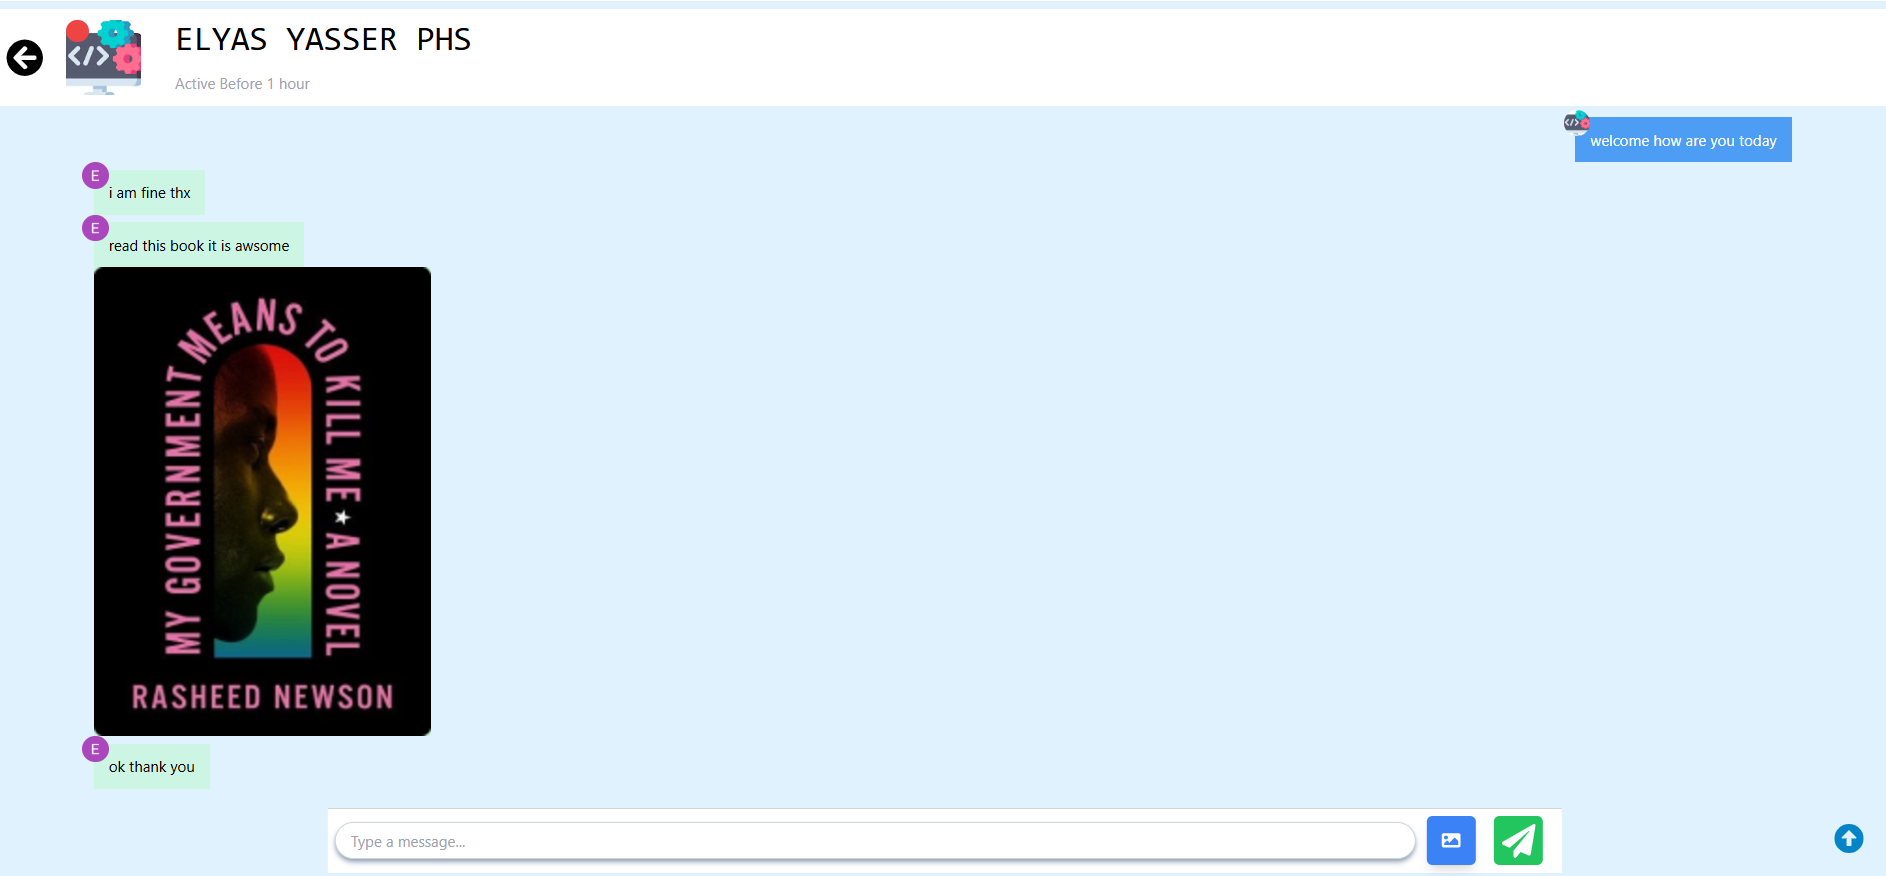 ELYAS YASSER PHS
Active Before 1 hour
</>
welcome how are you today
</>
E
i am fine thx
E
read this book it is awsome
MY GOVERNMENT MEANS TO KILL ME ★ A NOVEL
RASHEED NEWSON
E
ok thank you
Type a message...